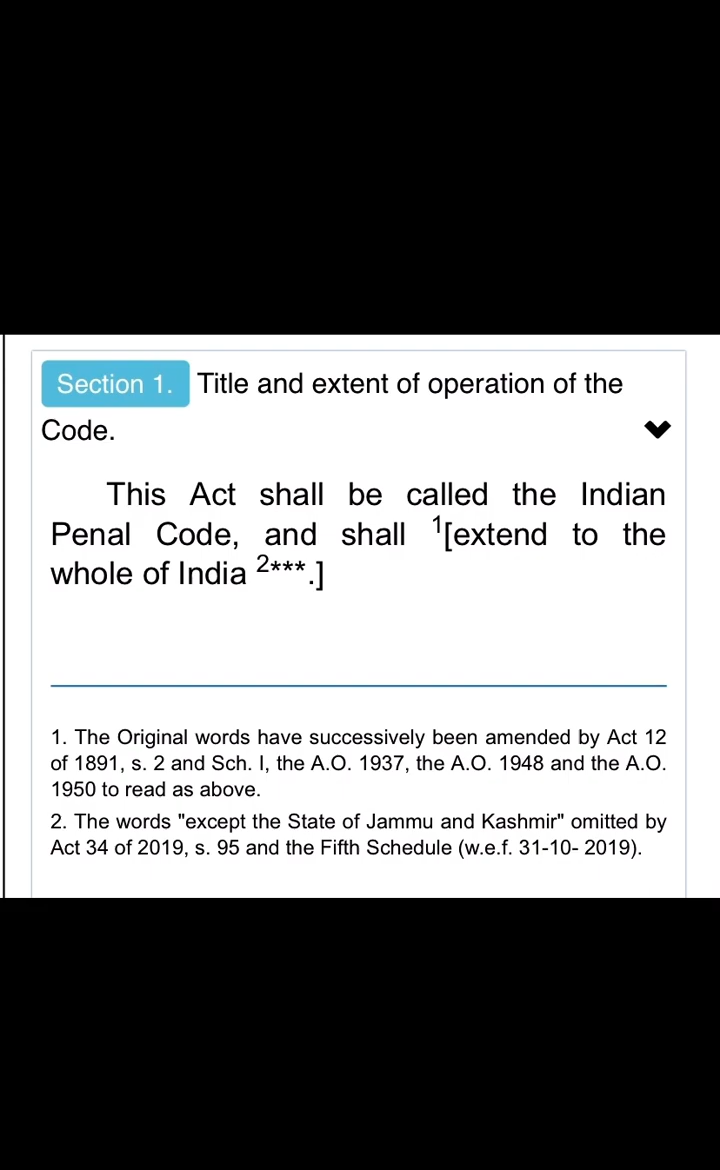 Section 1. Title and extent of operation of the
Code.
This Act shall be called the Indian
Penal Code, and shall ¹[extend to the
whole of India ²***.]
1. The Original words have successively been amended by Act 12
of 1891, s. 2 and Sch. I, the A.O. 1937, the A.O. 1948 and the A.O.
1950 to read as above.
2. The words "except the State of Jammu and Kashmir" omitted by
Act 34 of 2019, s. 95 and the Fifth Schedule (w.e.f. 31-10- 2019).